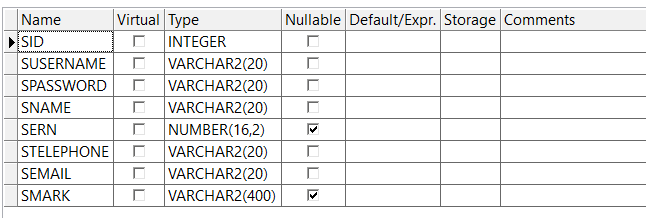 Name Virtual Type Nullable Default/Expr. Storage Comments
SID INTEGER
SUSERNAME VARCHAR2(20)
SPASSWORD VARCHAR2(20)
SNAME VARCHAR2(20)
SERN NUMBER(16,2)
STELEPHONE VARCHAR2(20)
SEMAIL VARCHAR2(20)
SMARK VARCHAR2(400)